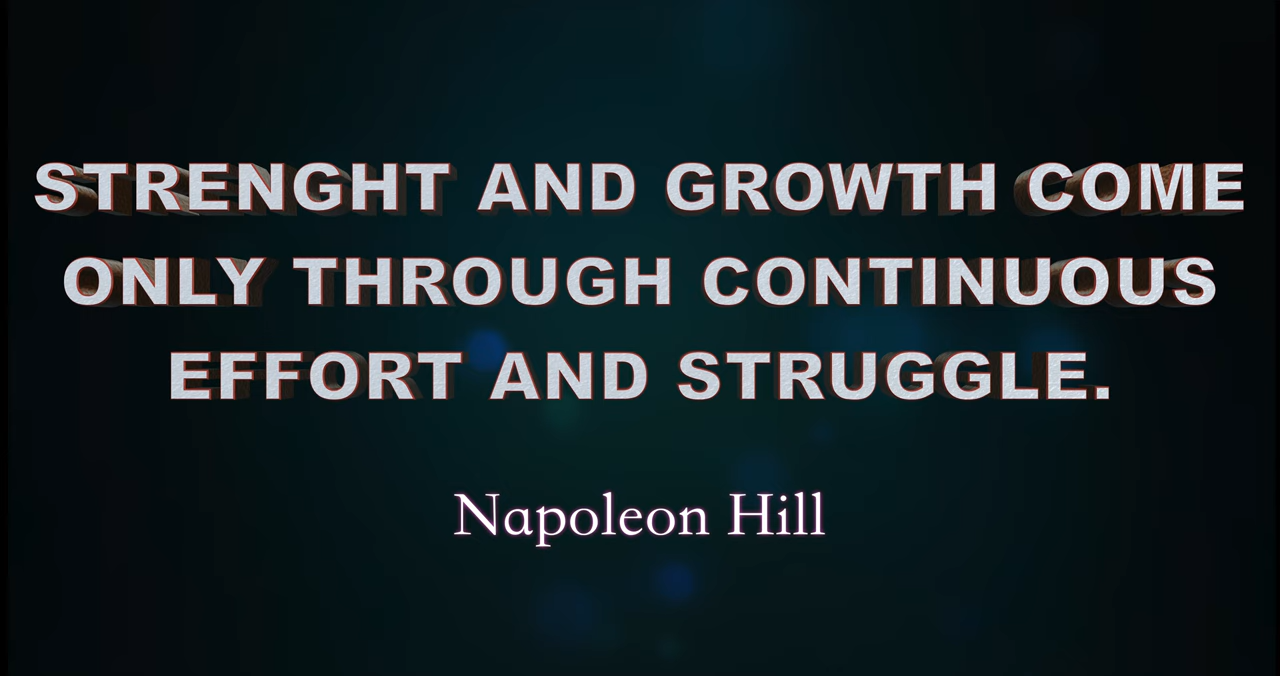 STRENGHT AND GROWTH COME
ONLY THROUGH CONTINUOUS
EFFORT AND STRUGGLE.
Napoleon Hill